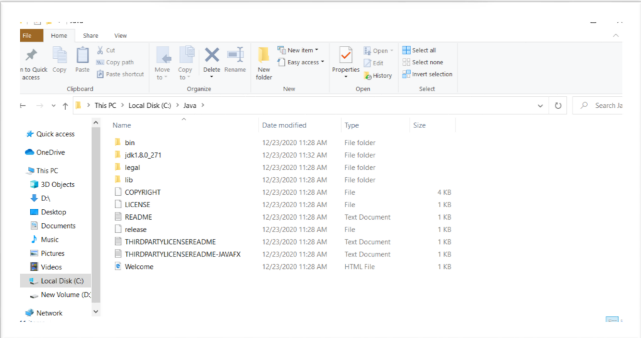 File Home Share View
Cut
Copy path
Paste shortcut
n to Quick access
Copy
Paste
Clipboard
Move to
Copy to
Delete
Rename
Organize
New folder
New item
Easy access
New
Properties
Open
Edit
History
Open
Select all
Select none
Invert selection
Select
This PC > Local Disk (C:) > Java >
Search Ja
Name Date modified Type Size
bin 12/23/2020 11:28 AM File folder
jdk1.8.0_271 12/23/2020 11:32 AM File folder
legal 12/23/2020 11:28 AM File folder
lib 12/23/2020 11:28 AM File folder
COPYRIGHT 12/23/2020 11:28 AM File 4 KB
LICENSE 12/23/2020 11:28 AM File 1 KB
README 12/23/2020 11:28 AM Text Document 1 KB
release 12/23/2020 11:28 AM File 1 KB
THIRDPARTYLICENSEREADME 12/23/2020 11:28 AM Text Document 1 KB
THIRDPARTYLICENSEREADME-JAVAFX 12/23/2020 11:28 AM Text Document 1 KB
Welcome 12/23/2020 11:28 AM HTML File 1 KB
Quick access
OneDrive
This PC
3D Objects
D:\
Desktop
Documents
Music
Pictures
Videos
Local Disk (C:)
New Volume (D:
Network